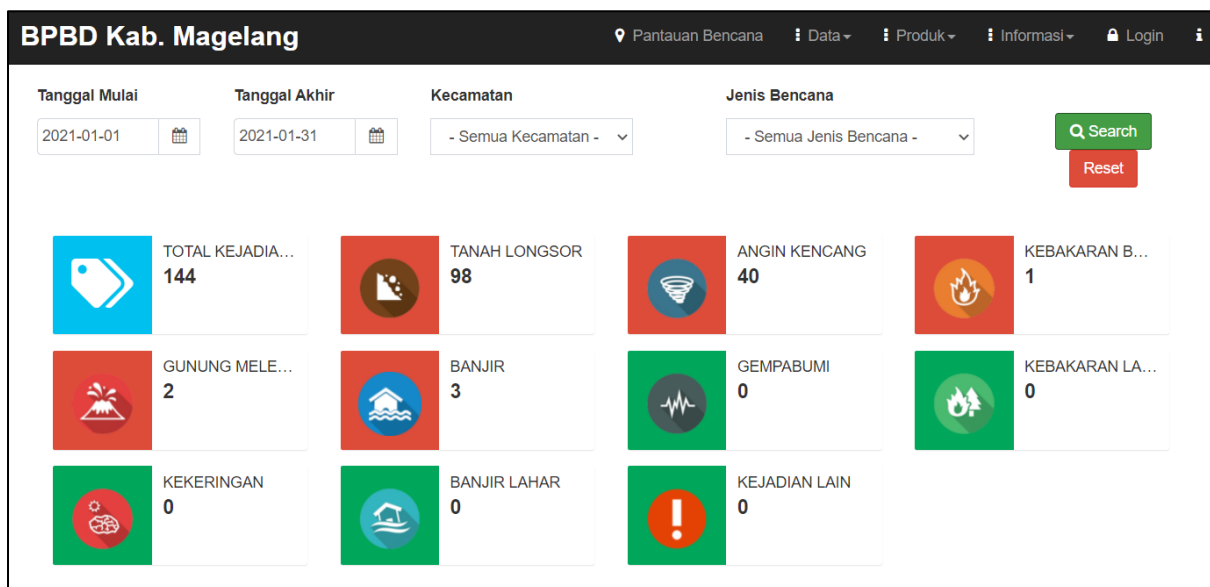 BPBD Kab. Magelang
Pantauan Bencana
Data
Produk
Informasi
Login
Tanggal Mulai
Tanggal Akhir
Kecamatan
Jenis Bencana
2021-01-01
2021-01-31
- Semua Kecamatan -
- Semua Jenis Bencana -
Search
Reset
TOTAL KEJADIA...
144
TANAH LONGSOR
98
ANGIN KENCANG
40
KEBAKARAN B...
1
GUNUNG MELE...
2
BANJIR
3
GEMPABUMI
0
KEBAKARAN LA...
0
KEKERINGAN
0
BANJIR LAHAR
0
KEJADIAN LAIN
0